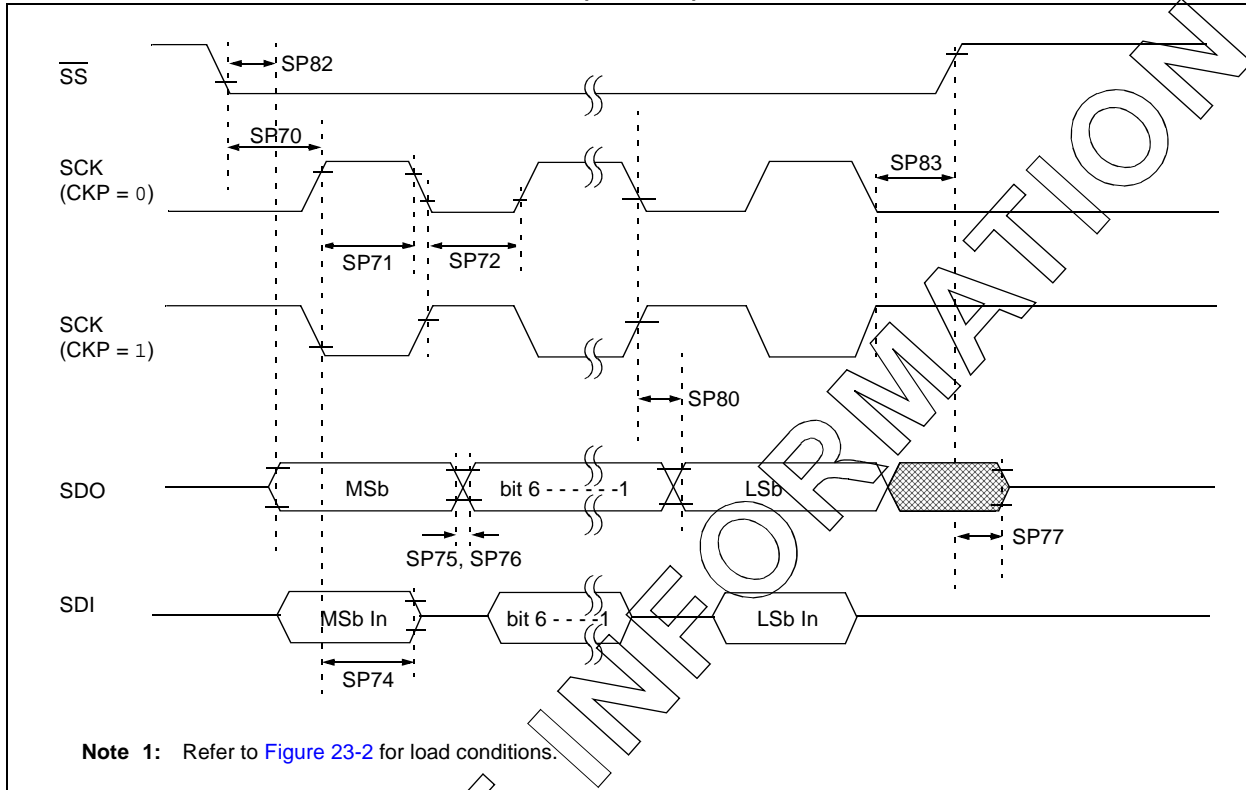 SS
SP82
SP70
SCK
(CKP = 0)
SP83
SP71
SP72
SCK
(CKP = 1)
SP80
SDO
MSb
bit 6 - - - - - -1
LSb
SP75, SP76
SP77
SDI
MSb In
bit 6 - - - -1
LSb In
SP74
Note 1: Refer to Figure 23-2 for load conditions.
INFORMATION